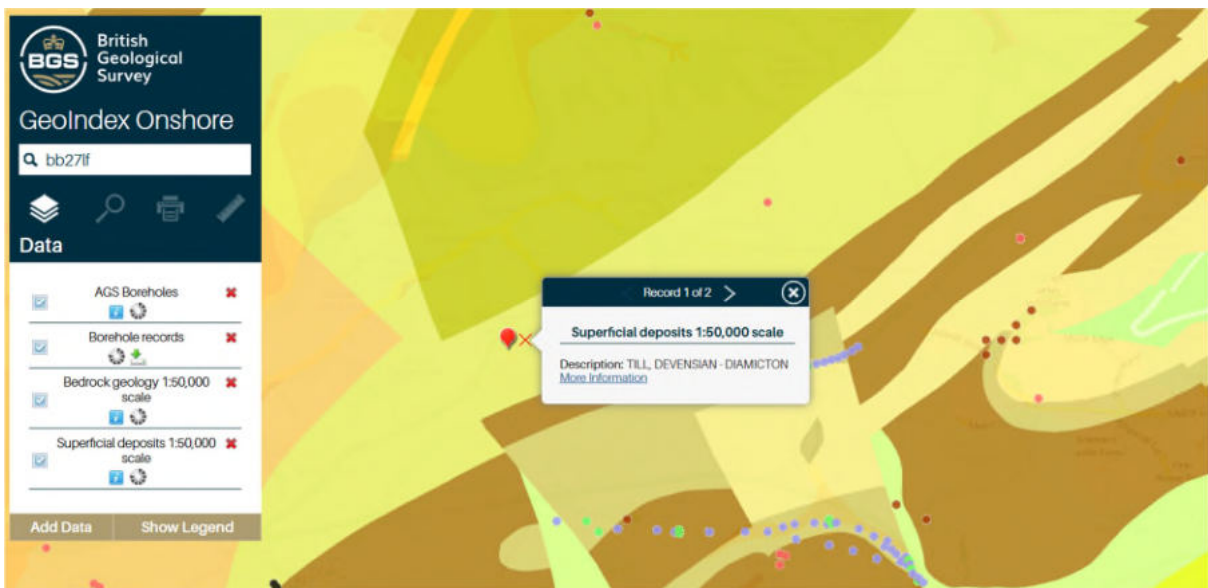 British
Geological
Survey
BGS
GeoIndex Onshore
bb27lf
Data
AGS Boreholes
Borehole records
Bedrock geology 1:50,000
scale
Superficial deposits 1:50,000
scale
Add Data
Show Legend
Record 1 of 2
Superficial deposits 1:50,000 scale
Description: TILL, DEVENSIAN - DIAMICTON
More Information